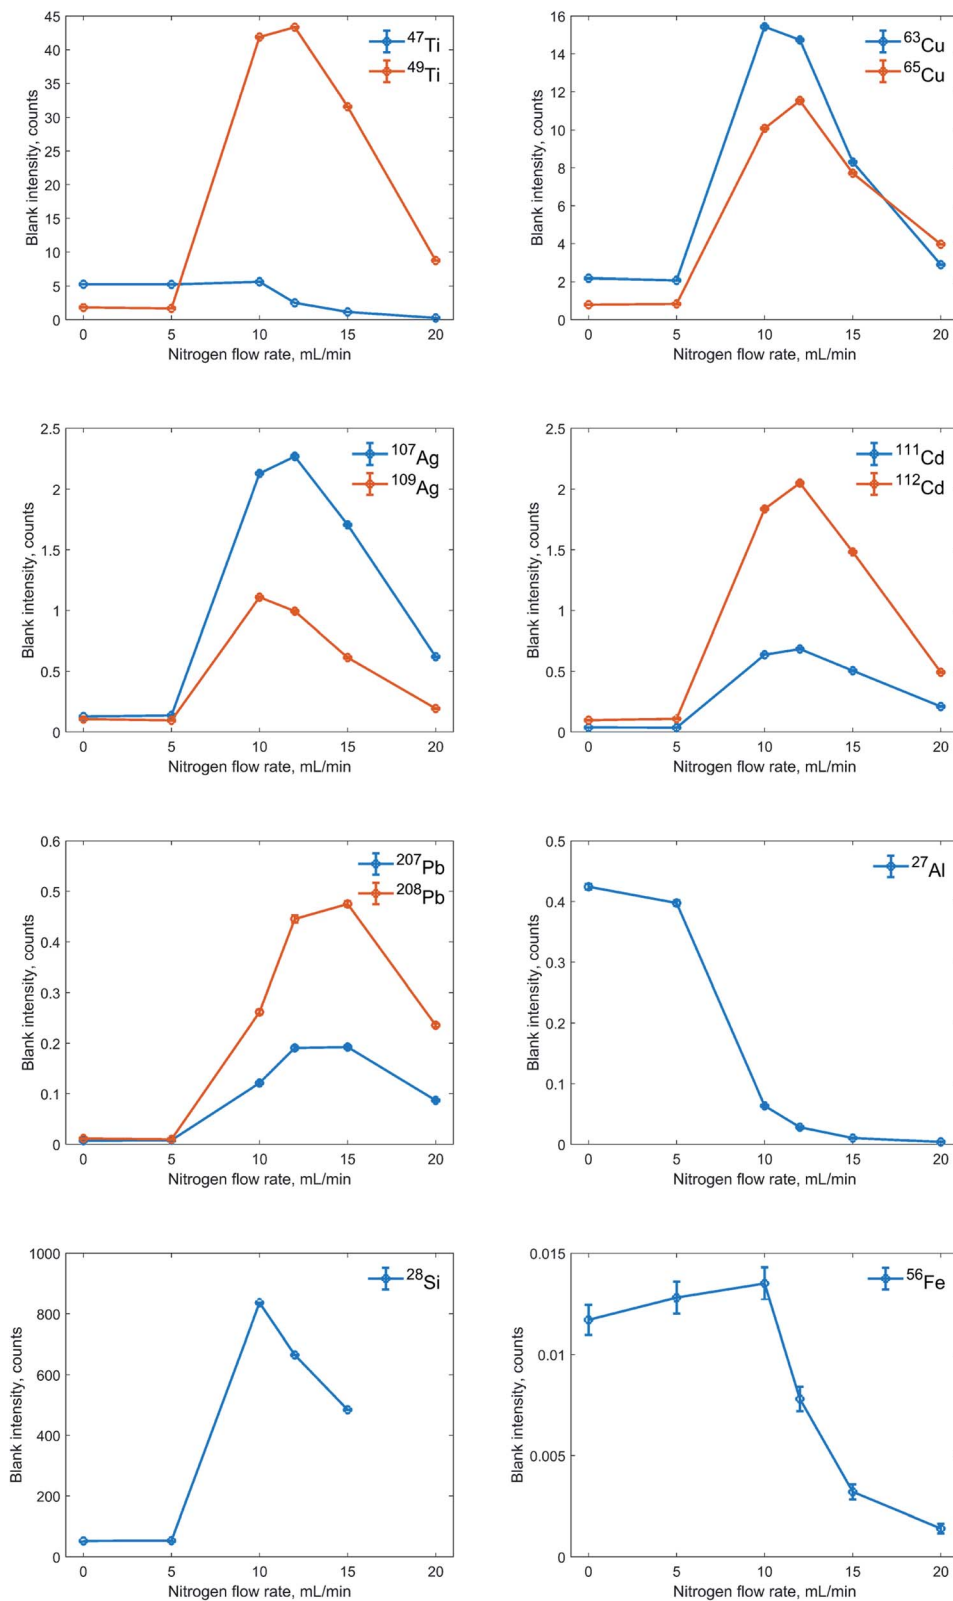 45
40
35
30
25
20
15
10
5
0
Blank intensity, counts
47Ti
49Ti
0 5 10 15 20
Nitrogen flow rate, mL/min
16
14
12
10
8
6
4
2
0
Blank intensity, counts
63Cu
65Cu
0 5 10 15 20
Nitrogen flow rate, mL/min
2.5
2
1.5
1
0.5
0
Blank intensity, counts
107Ag
109Ag
0 5 10 15 20
Nitrogen flow rate, mL/min
2.5
2
1.5
1
0.5
0
Blank intensity, counts
111Cd
112Cd
0 5 10 15 20
Nitrogen flow rate, mL/min
0.6
0.5
0.4
0.3
0.2
0.1
0
Blank intensity, counts
207Pb
208Pb
0 5 10 15 20
Nitrogen flow rate, mL/min
0.5
0.4
0.3
0.2
0.1
0
Blank intensity, counts
27Al
0 5 10 15 20
Nitrogen flow rate, mL/min
1000
800
600
400
200
0
Blank intensity, counts
28Si
0 5 10 15 20
Nitrogen flow rate, mL/min
0.015
0.01
0.005
0
Blank intensity, counts
56Fe
0 5 10 15 20
Nitrogen flow rate, mL/min